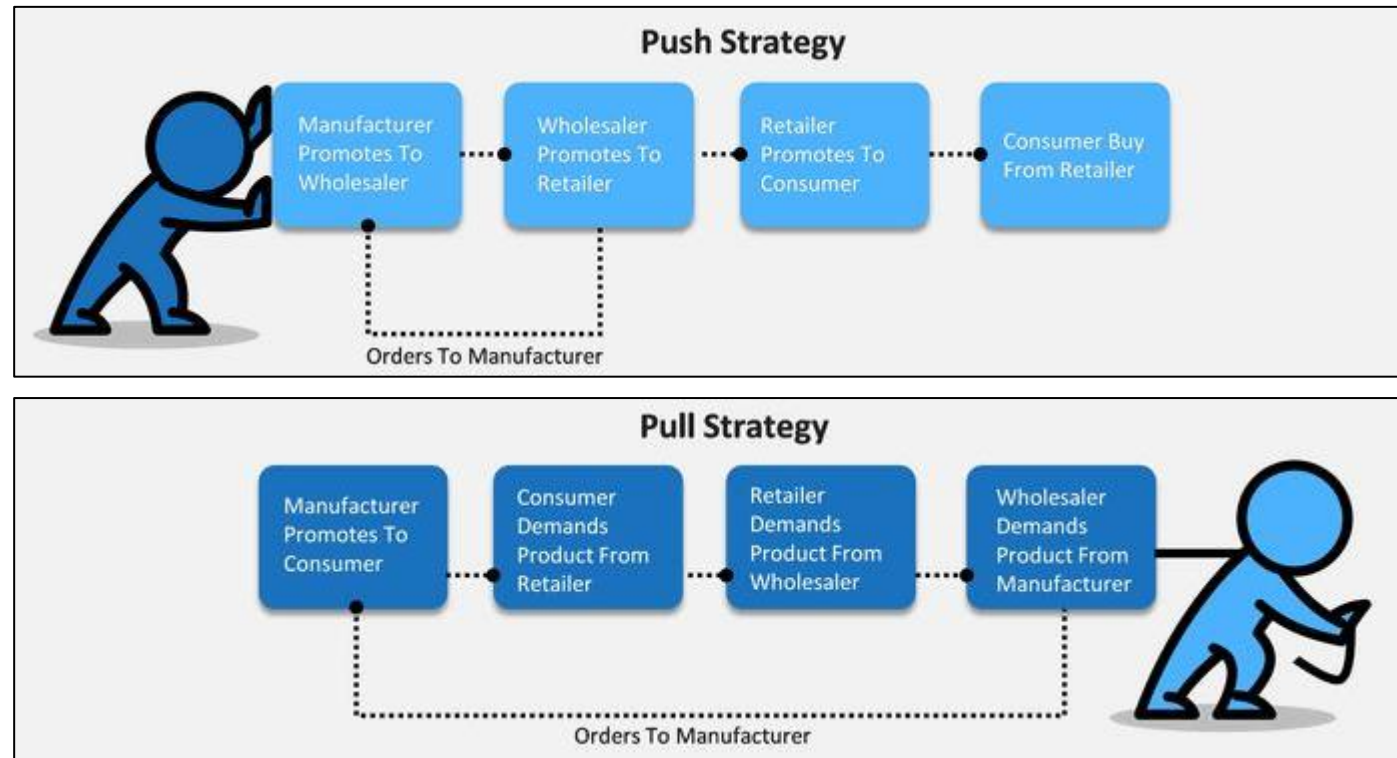 Push Strategy
Manufacturer
Promotes To
Wholesaler
Wholesaler
Promotes To
Retailer
Retailer
Promotes To
Consumer
Consumer Buy
From Retailer
Orders To Manufacturer
Pull Strategy
Manufacturer
Promotes To
Consumer
Consumer
Demands
Product From
Retailer
Retailer
Demands
Product From
Wholesaler
Wholesaler
Demands
Product From
Manufacturer
Orders To Manufacturer